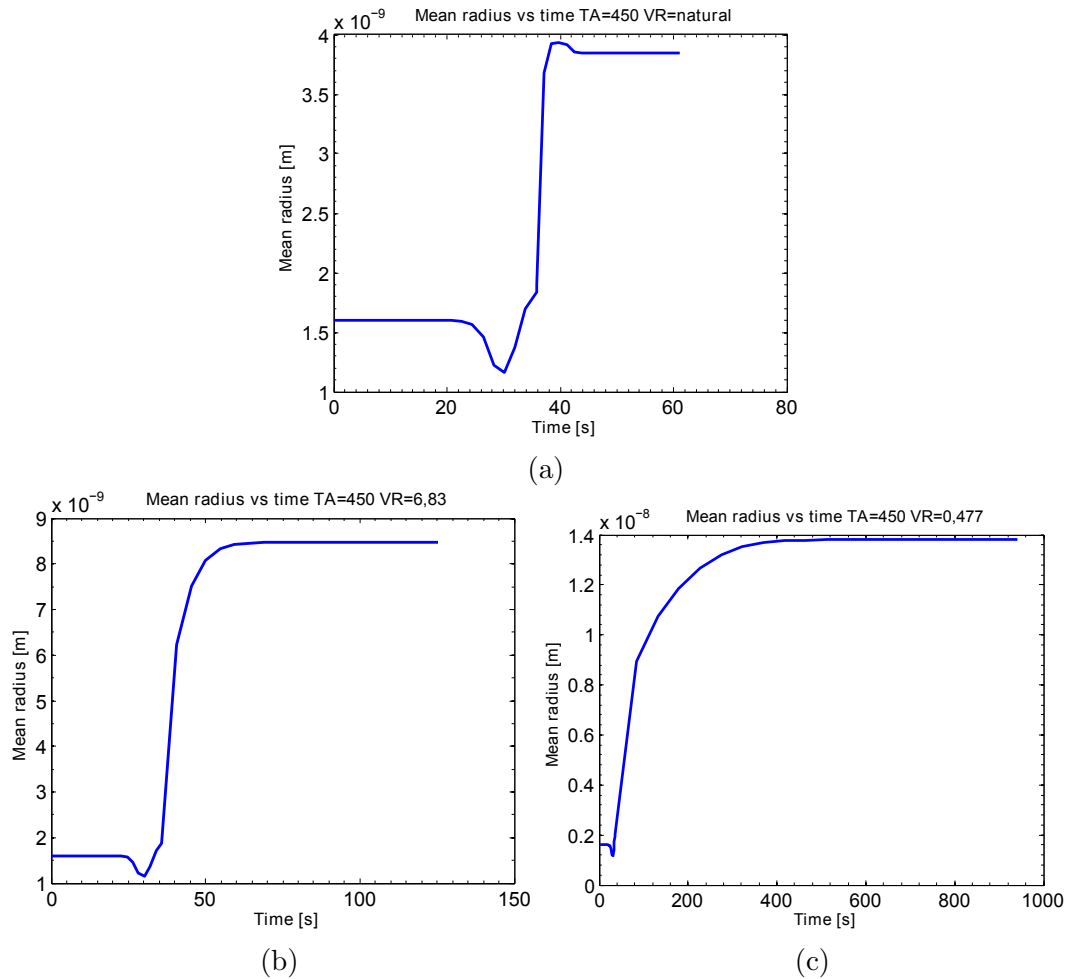 x 10⁻⁹
Mean radius vs time TA=450 VR=natural
4
3.5
3
2.5
2
1.5
1
Mean radius [m]
0
20
40
60
80
Time [s]
(a)
x 10⁻⁹
Mean radius vs time TA=450 VR=6,83
9
8
7
6
5
4
3
2
1
Mean radius [m]
0
50
100
150
Time [s]
(b)
x 10⁻⁸
Mean radius vs time TA=450 VR=0,477
1.4
1.2
1
0.8
0.6
0.4
0.2
0
Mean radius [m]
0
200
400
600
800
1000
Time [s]
(c)